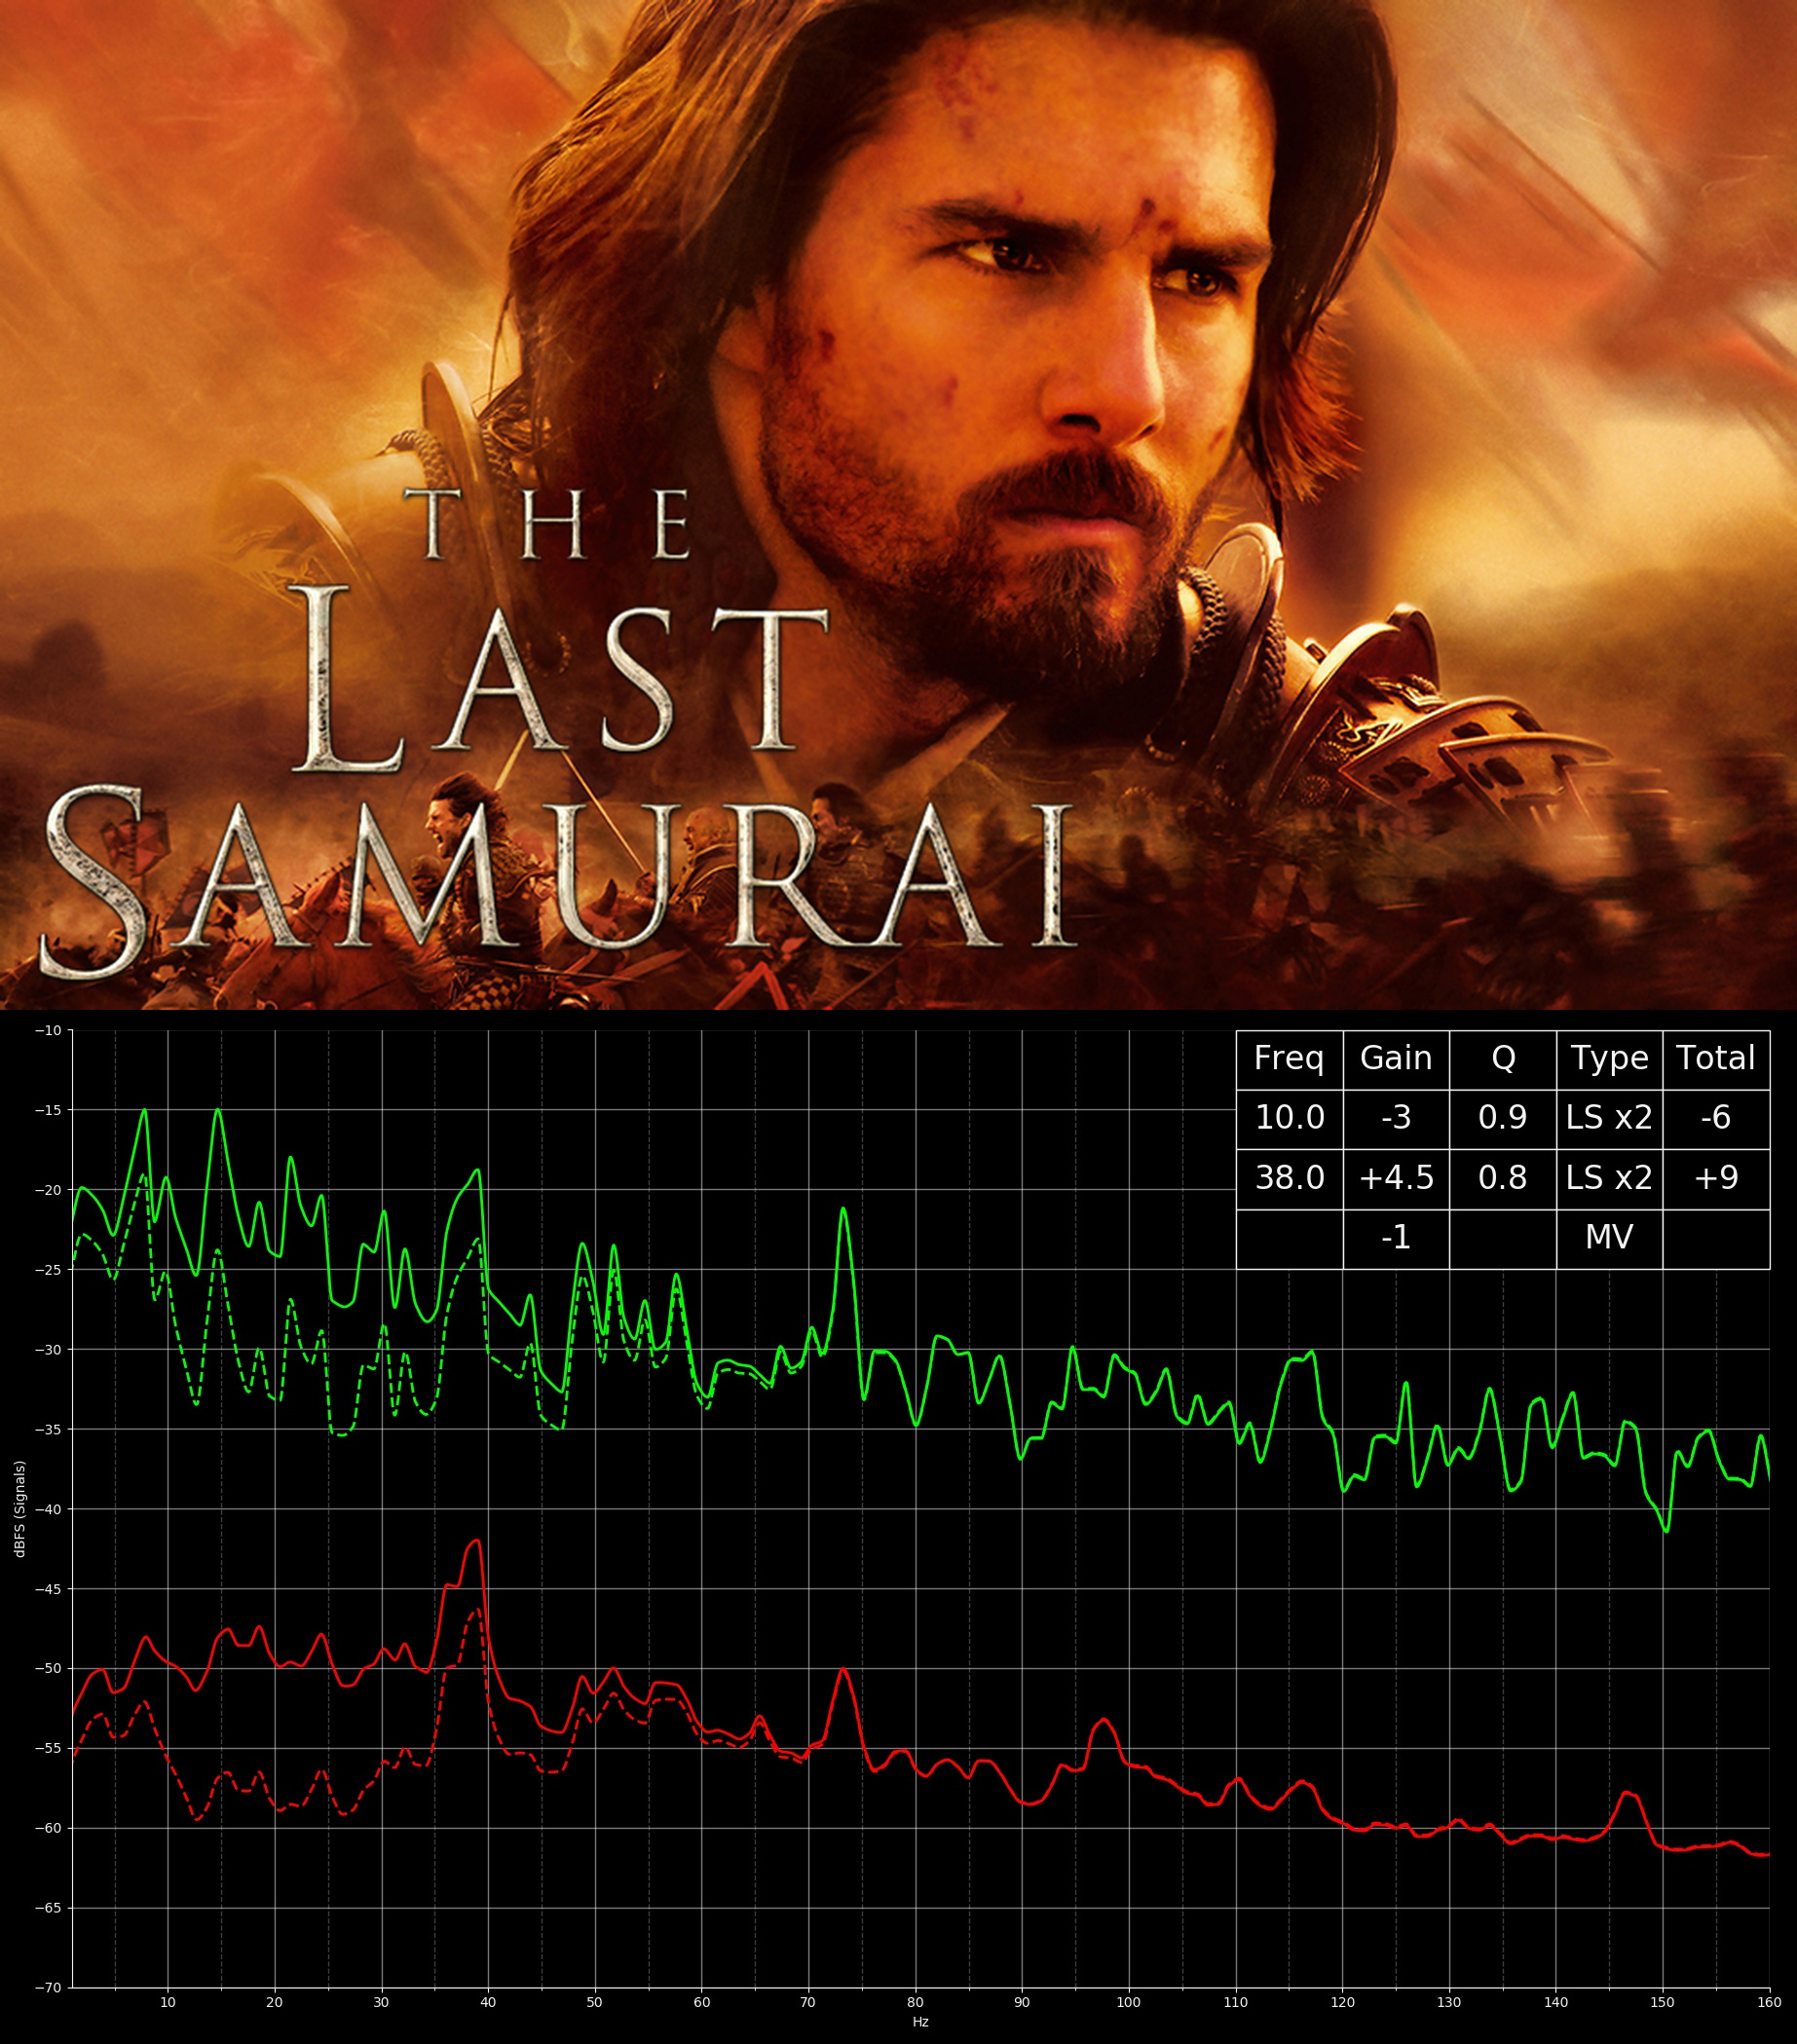 THE
LAST
SAMURAI
Freq Gain Q Type Total
10.0 -3 0.9 LS x2 -6
38.0 +4.5 0.8 LS x2 +9
-1 MV
−10
−15
−20
−25
−30
−35
−40
−45
−50
−55
−60
−65
−70
dBFS (Signals)
10 20 30 40 50 60 70 80 90 100 110 120 130 140 150 160
Hz